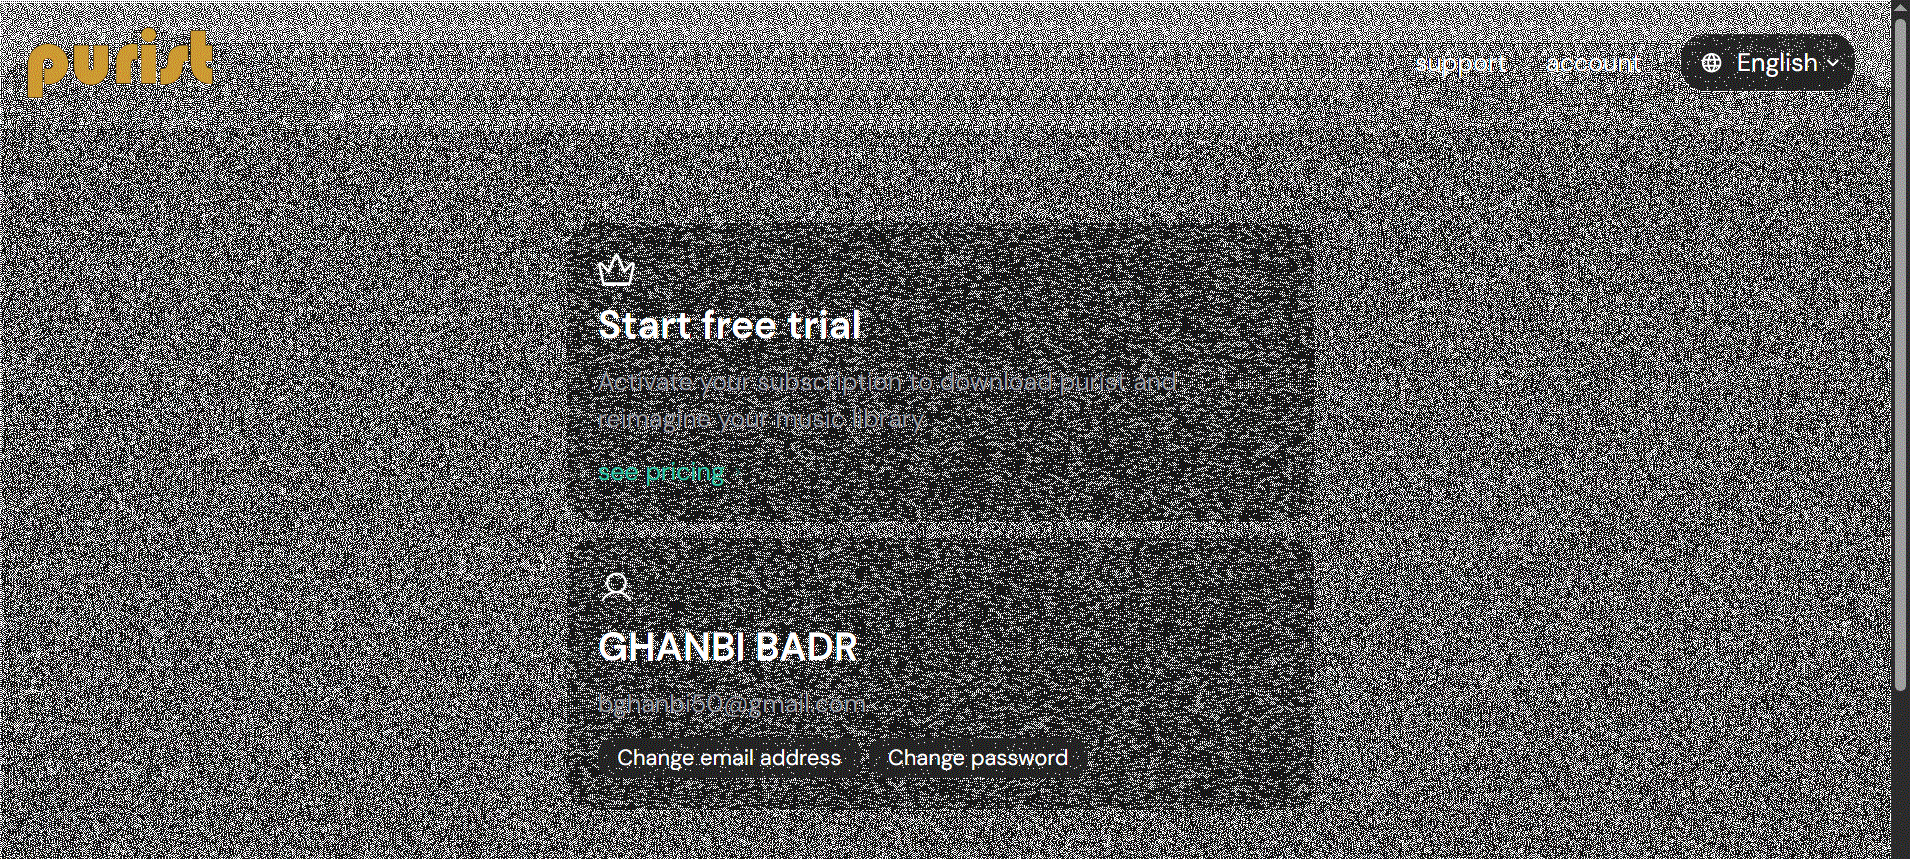 purist
support
account
English
Start free trial
Activate your subscription to download purist and
reimagine your music library
see pricing
GHANBI BADR
bghanbi50@gmail.com
Change email address
Change password